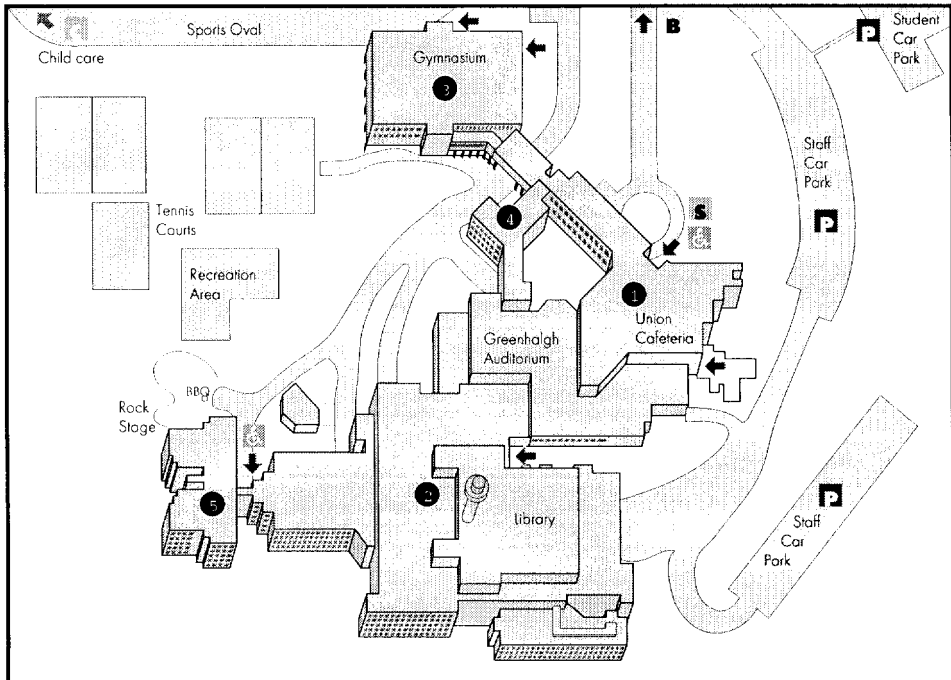 Sports Oval
Child care
Gymnasium
3
B
P
Student
Car
Park
Staff
Car
Park
P
4
S
Tennis
Courts
Recreation
Area
1
Union
Cafeteria
Greenhalgh
Auditorium
BBQ
Rock
Stage
5
2
Library
P
Staff
Car
Park